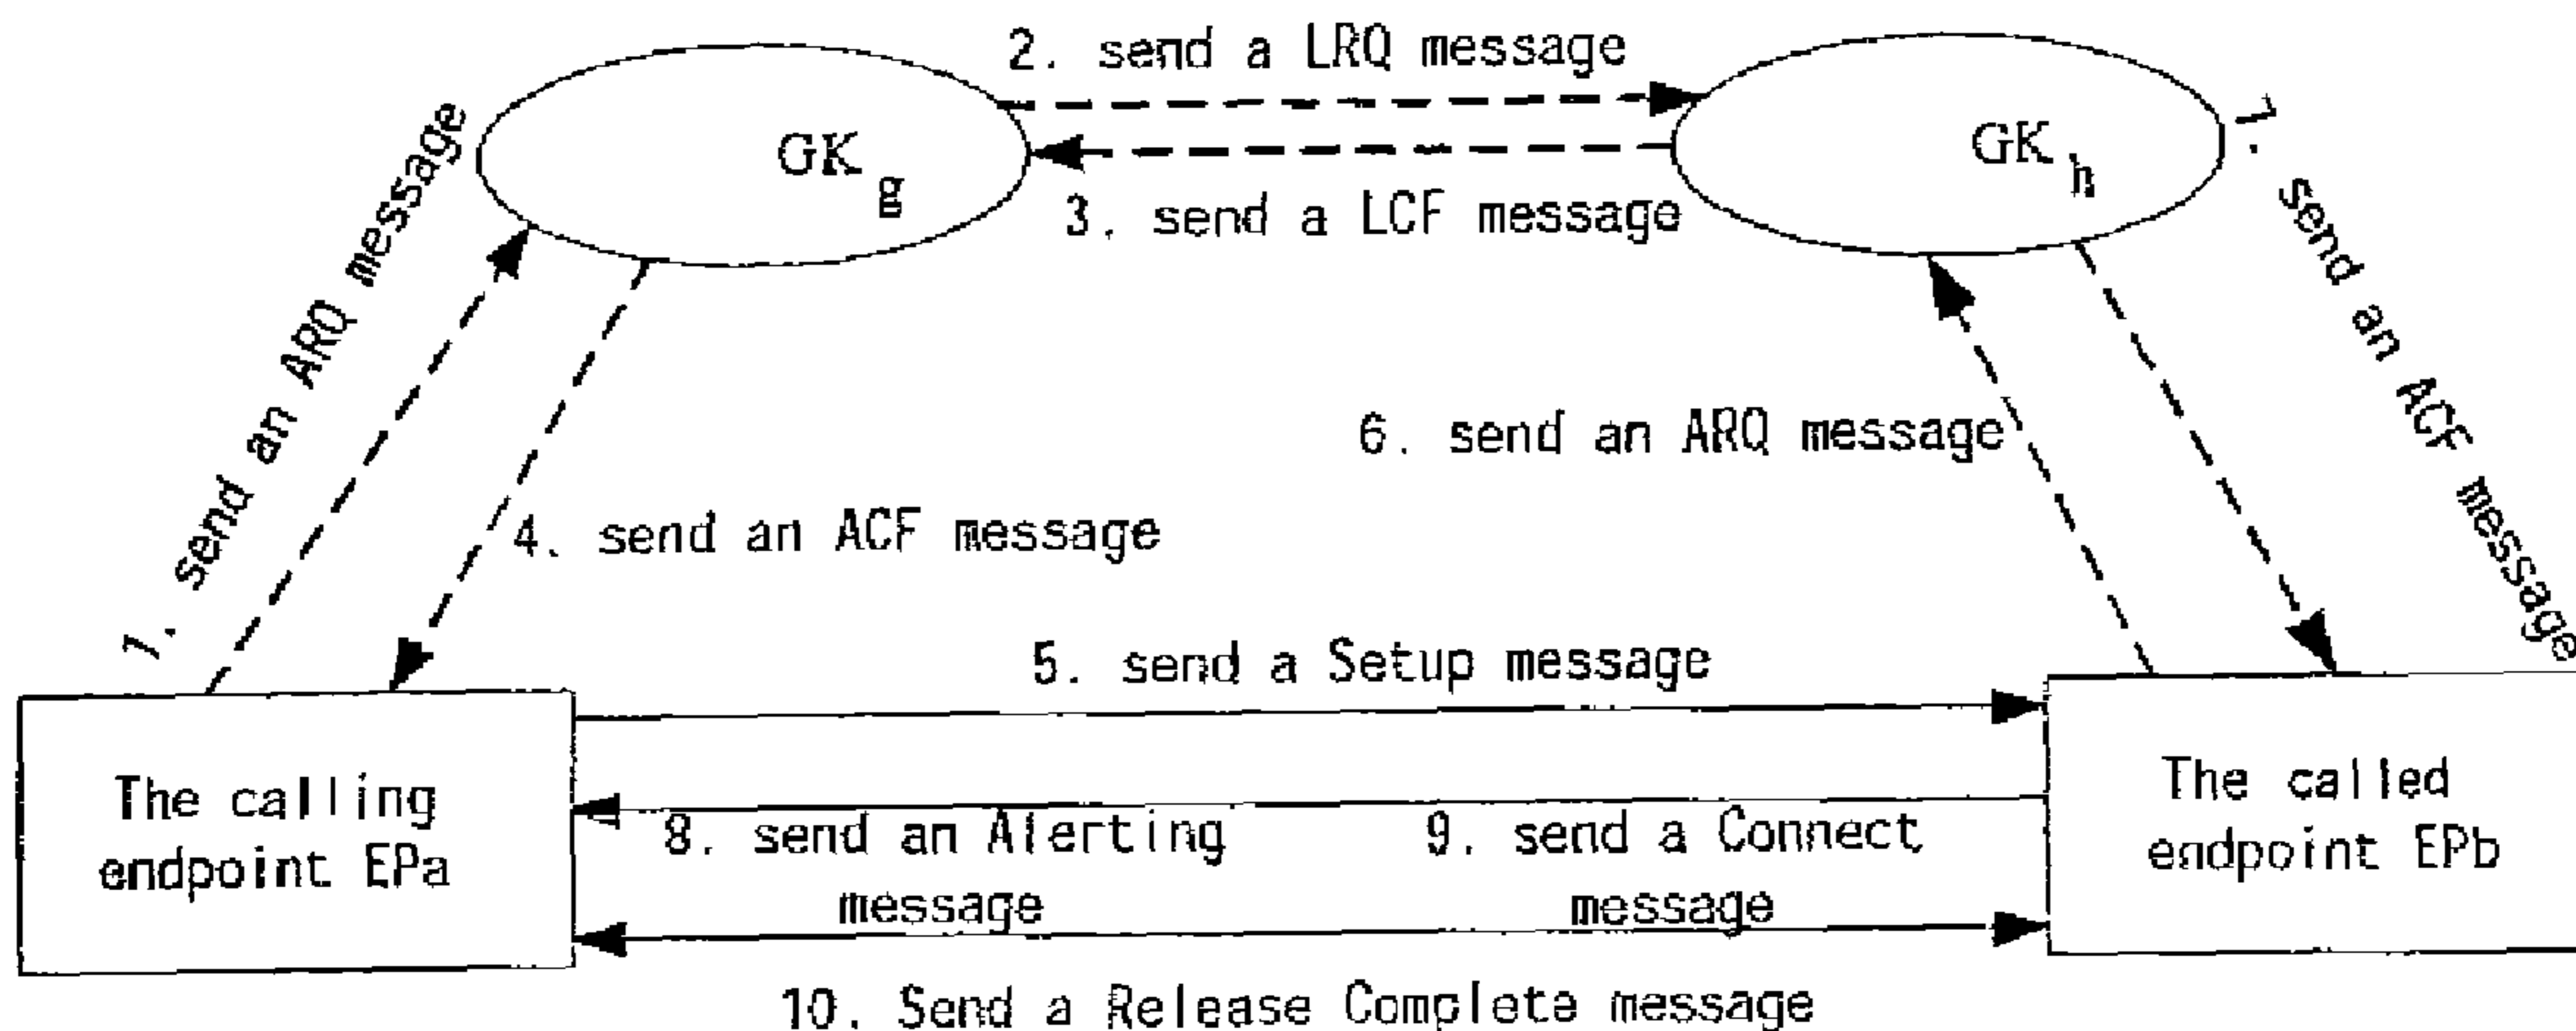 2. send a LRQ message
GKg
GKh
3. send a LCF message
1. send an ARQ message
7. send an ACF message
6. send an ARQ message
4. send an ACF message
5. send a Setup message
The calling
endpoint EPa
The called
endpoint EPb
8. send an Alerting
message
9. send a Connect
message
10. Send a Release Complete message